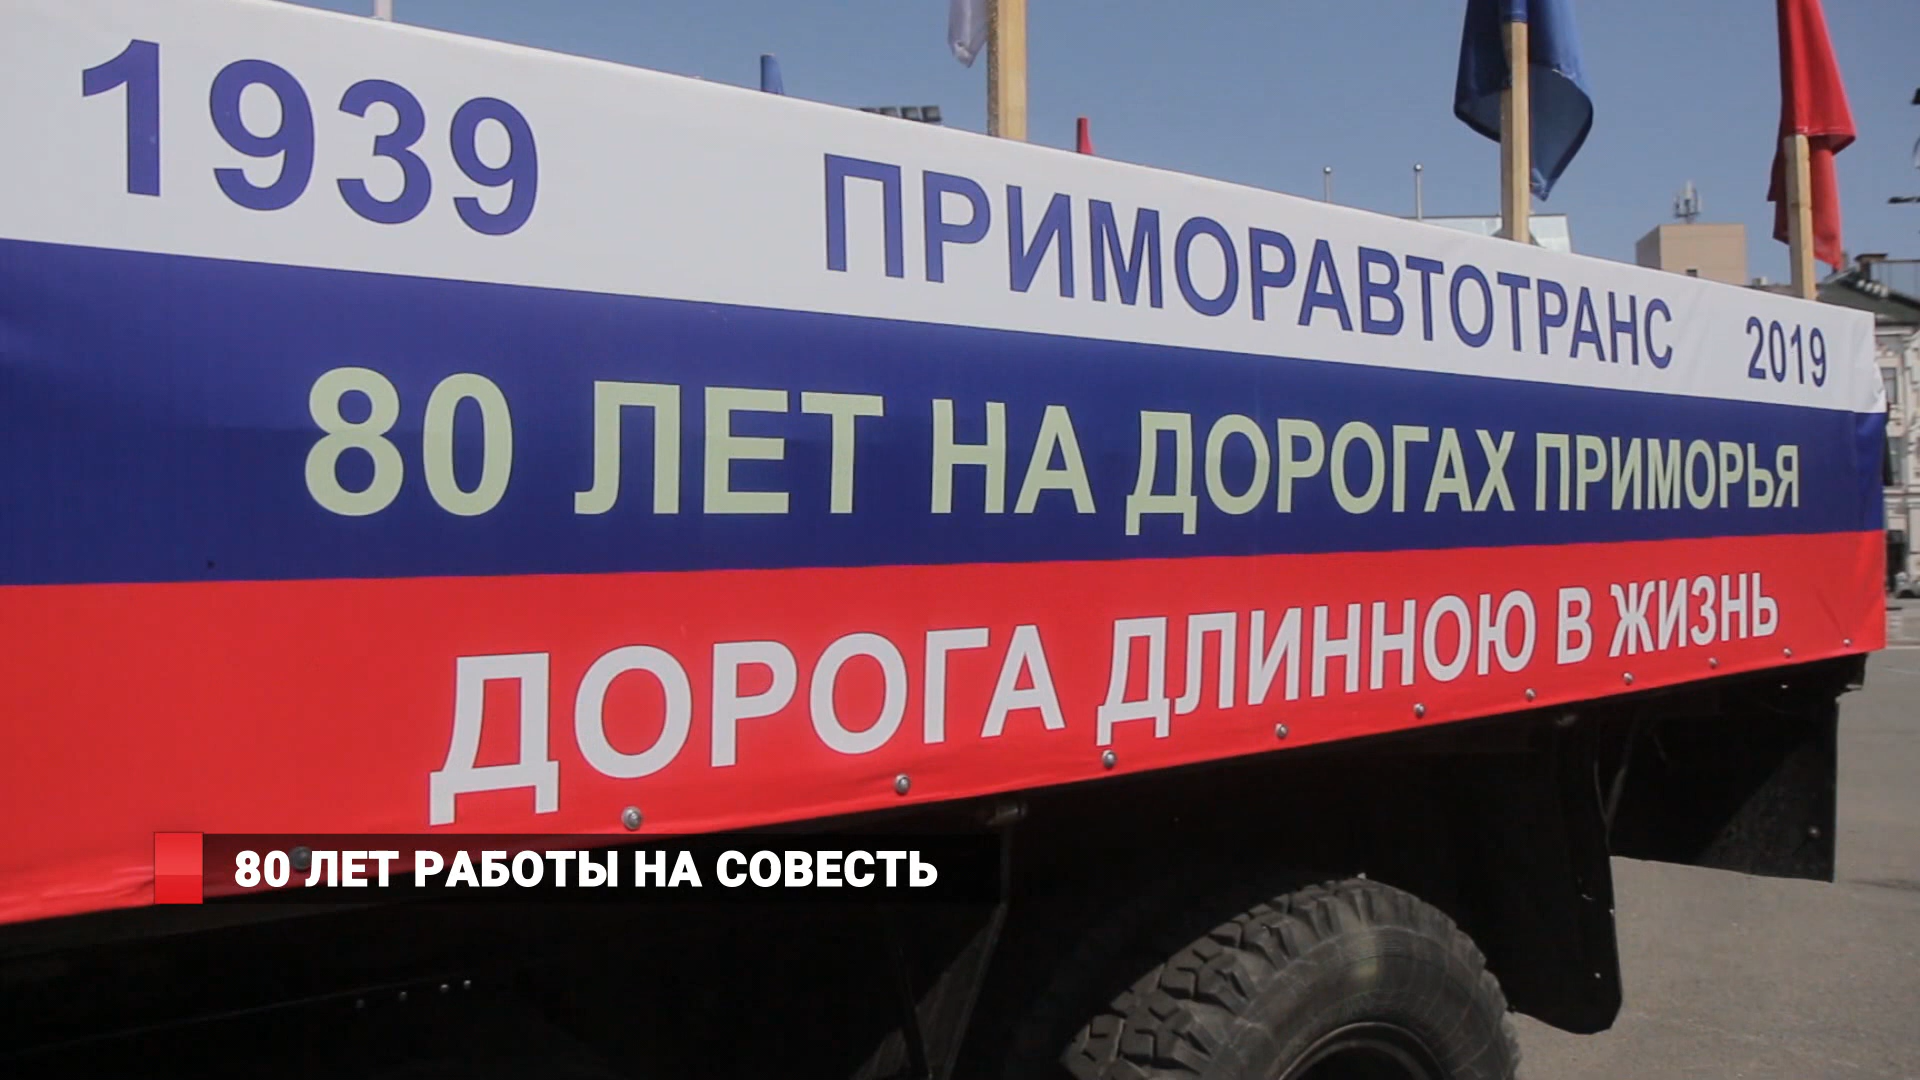 1939 ПРИМОРАВТОТРАНС 2019
80 ЛЕТ НА ДОРОГАХ ПРИМОРЬЯ
ДОРОГА ДЛИННОЮ В ЖИЗНЬ
80 ЛЕТ РАБОТЫ НА СОВЕСТЬ